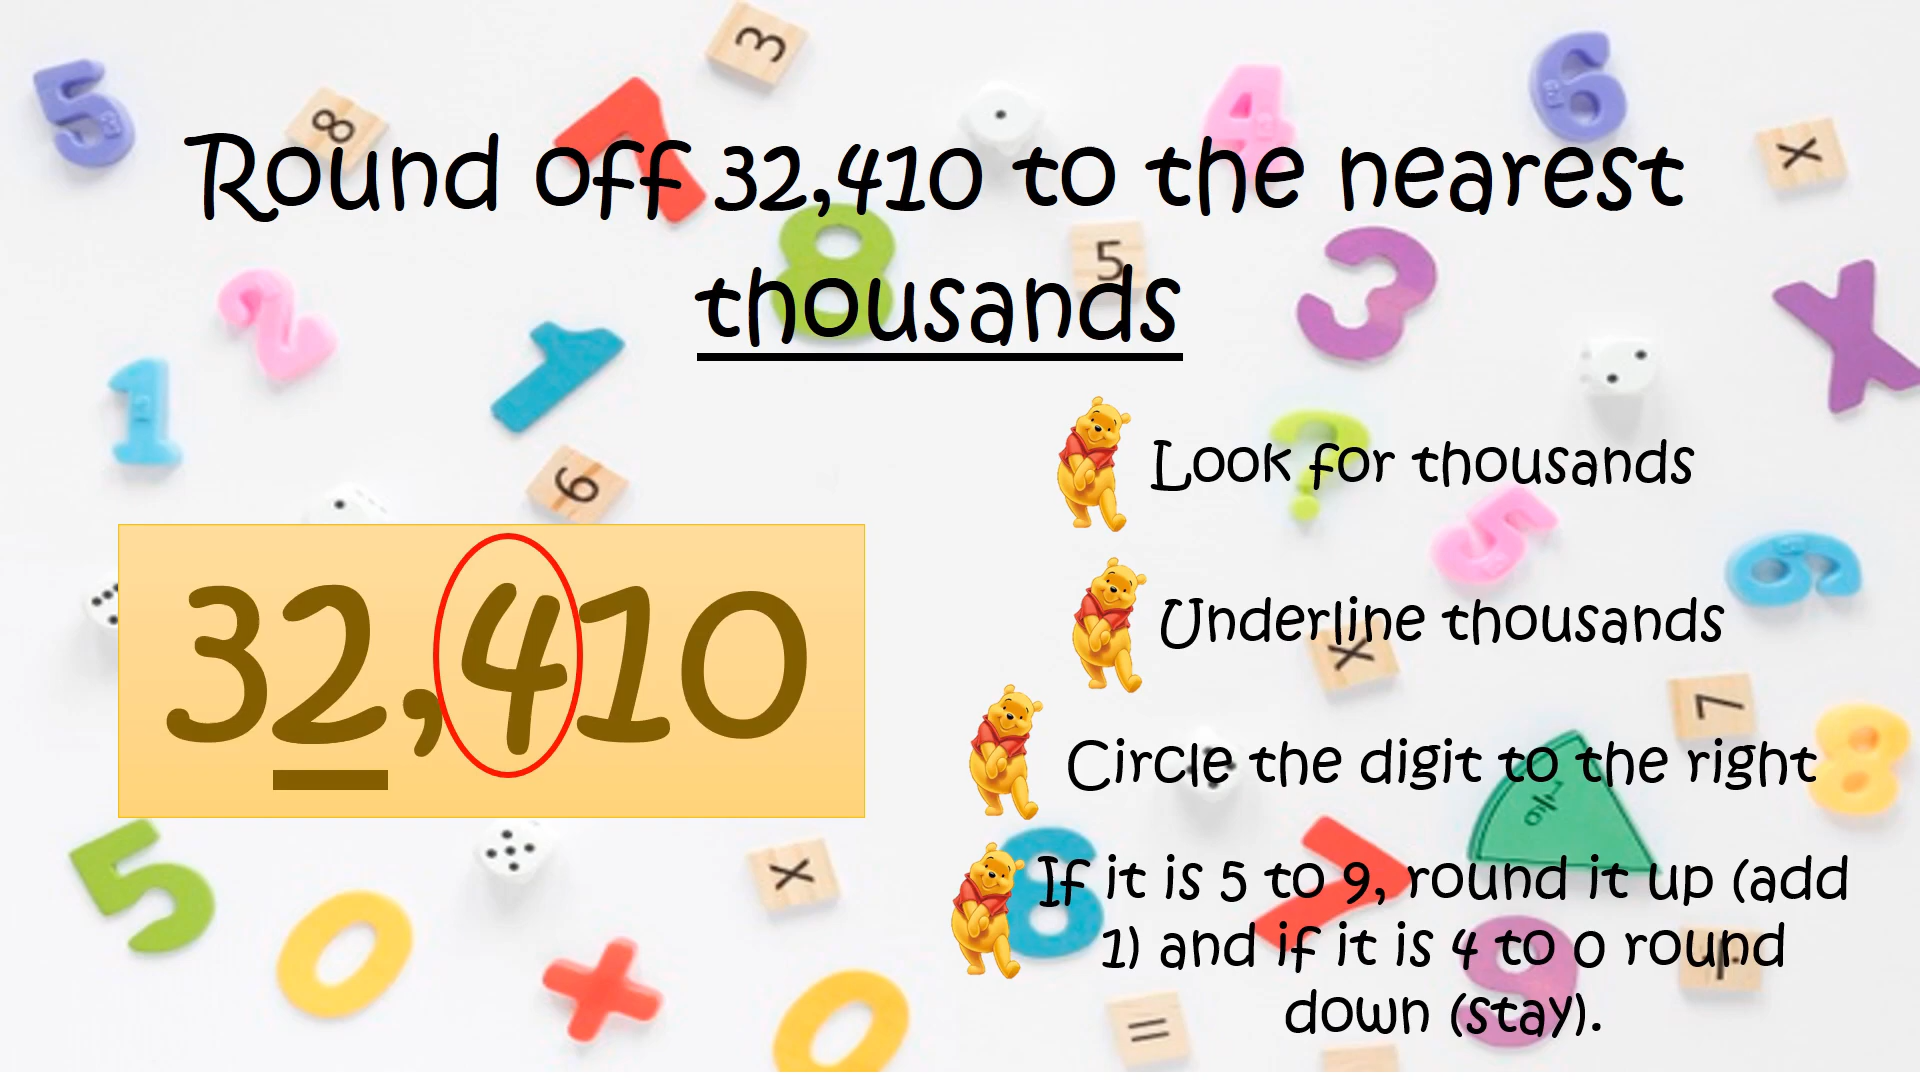 Round off 32,410 to the nearest
thousands
Look for thousands
32,410
Underline thousands
Circle the digit to the right
If it is 5 to 9, round it up (add
1) and if it is 4 to 0 round
down (stay).